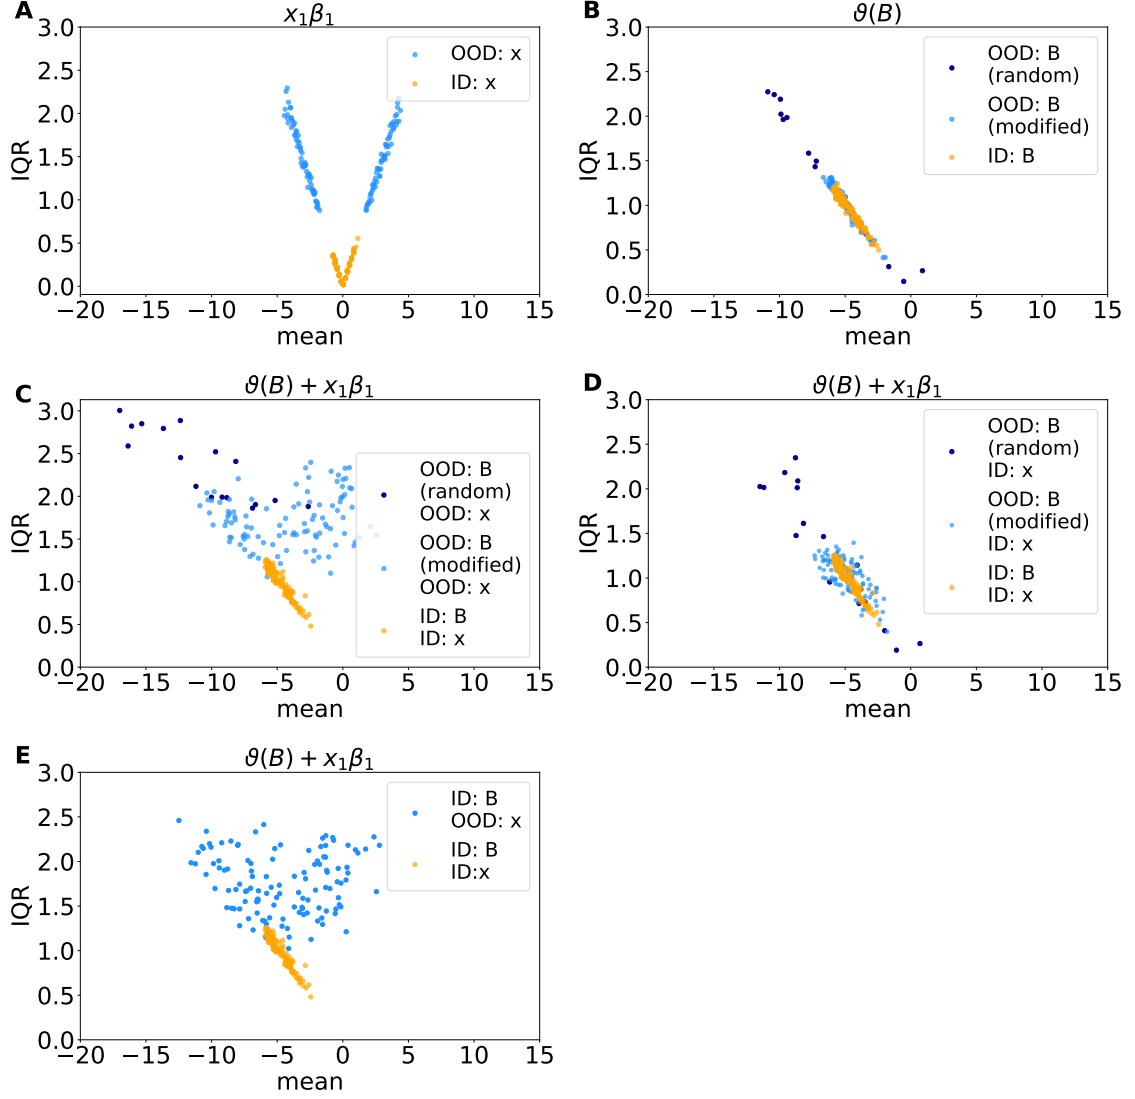 A
x₁β₁
3.0
2.5
2.0
1.5
1.0
0.5
0.0
IQR
OOD: x
ID: x
−20 −15 −10 −5 0 5 10 15
mean
B
ϑ(B)
3.0
2.5
2.0
1.5
1.0
0.5
0.0
IQR
OOD: B
(random)
OOD: B
(modified)
ID: B
−20 −15 −10 −5 0 5 10 15
mean
C
ϑ(B) + x₁β₁
3.0
2.5
2.0
1.5
1.0
0.5
0.0
IQR
OOD: B
(random)
OOD: x
OOD: B
(modified)
OOD: x
ID: B
ID: x
−20 −15 −10 −5 0 5 10 15
mean
D
ϑ(B) + x₁β₁
3.0
2.5
2.0
1.5
1.0
0.5
0.0
IQR
OOD: B
(random)
ID: x
OOD: B
(modified)
ID: x
ID: B
ID: x
−20 −15 −10 −5 0 5 10 15
mean
E
ϑ(B) + x₁β₁
3.0
2.5
2.0
1.5
1.0
0.5
0.0
IQR
ID: B
OOD: x
ID: B
ID:x
−20 −15 −10 −5 0 5 10 15
mean